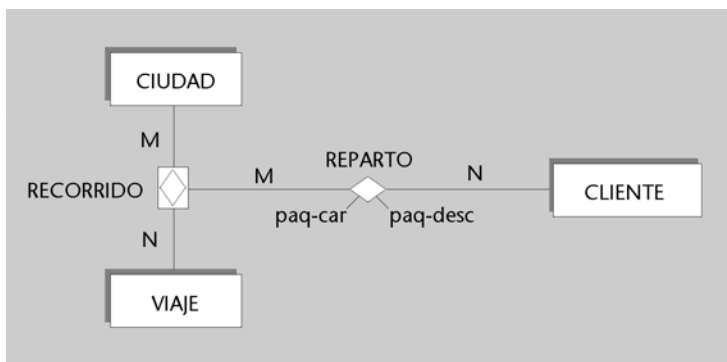 CIUDAD
M
REPARTO
RECORRIDO
M
N
CLIENTE
paq-car
paq-desc
N
VIAJE